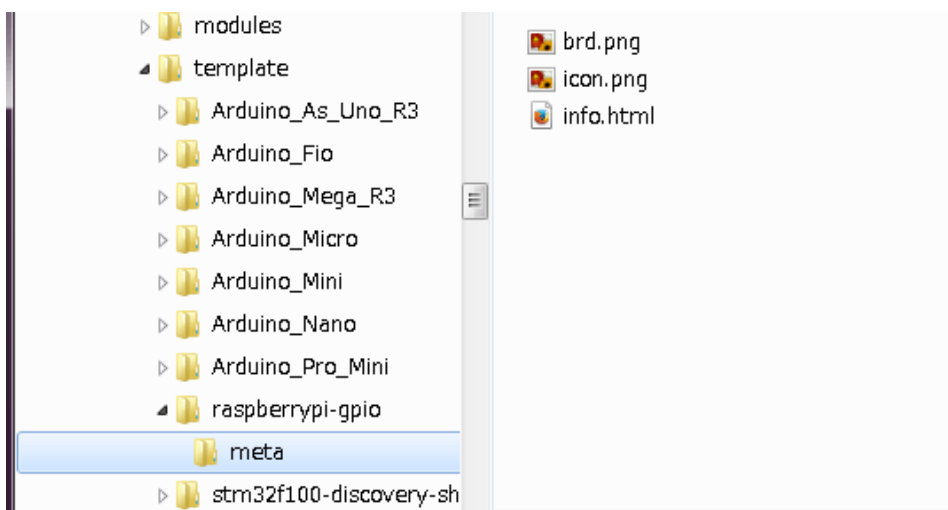 modules
template
Arduino_As_Uno_R3
Arduino_Fio
Arduino_Mega_R3
Arduino_Micro
Arduino_Mini
Arduino_Nano
Arduino_Pro_Mini
raspberrypi-gpio
meta
stm32f100-discovery-sh
brd.png
icon.png
info.html